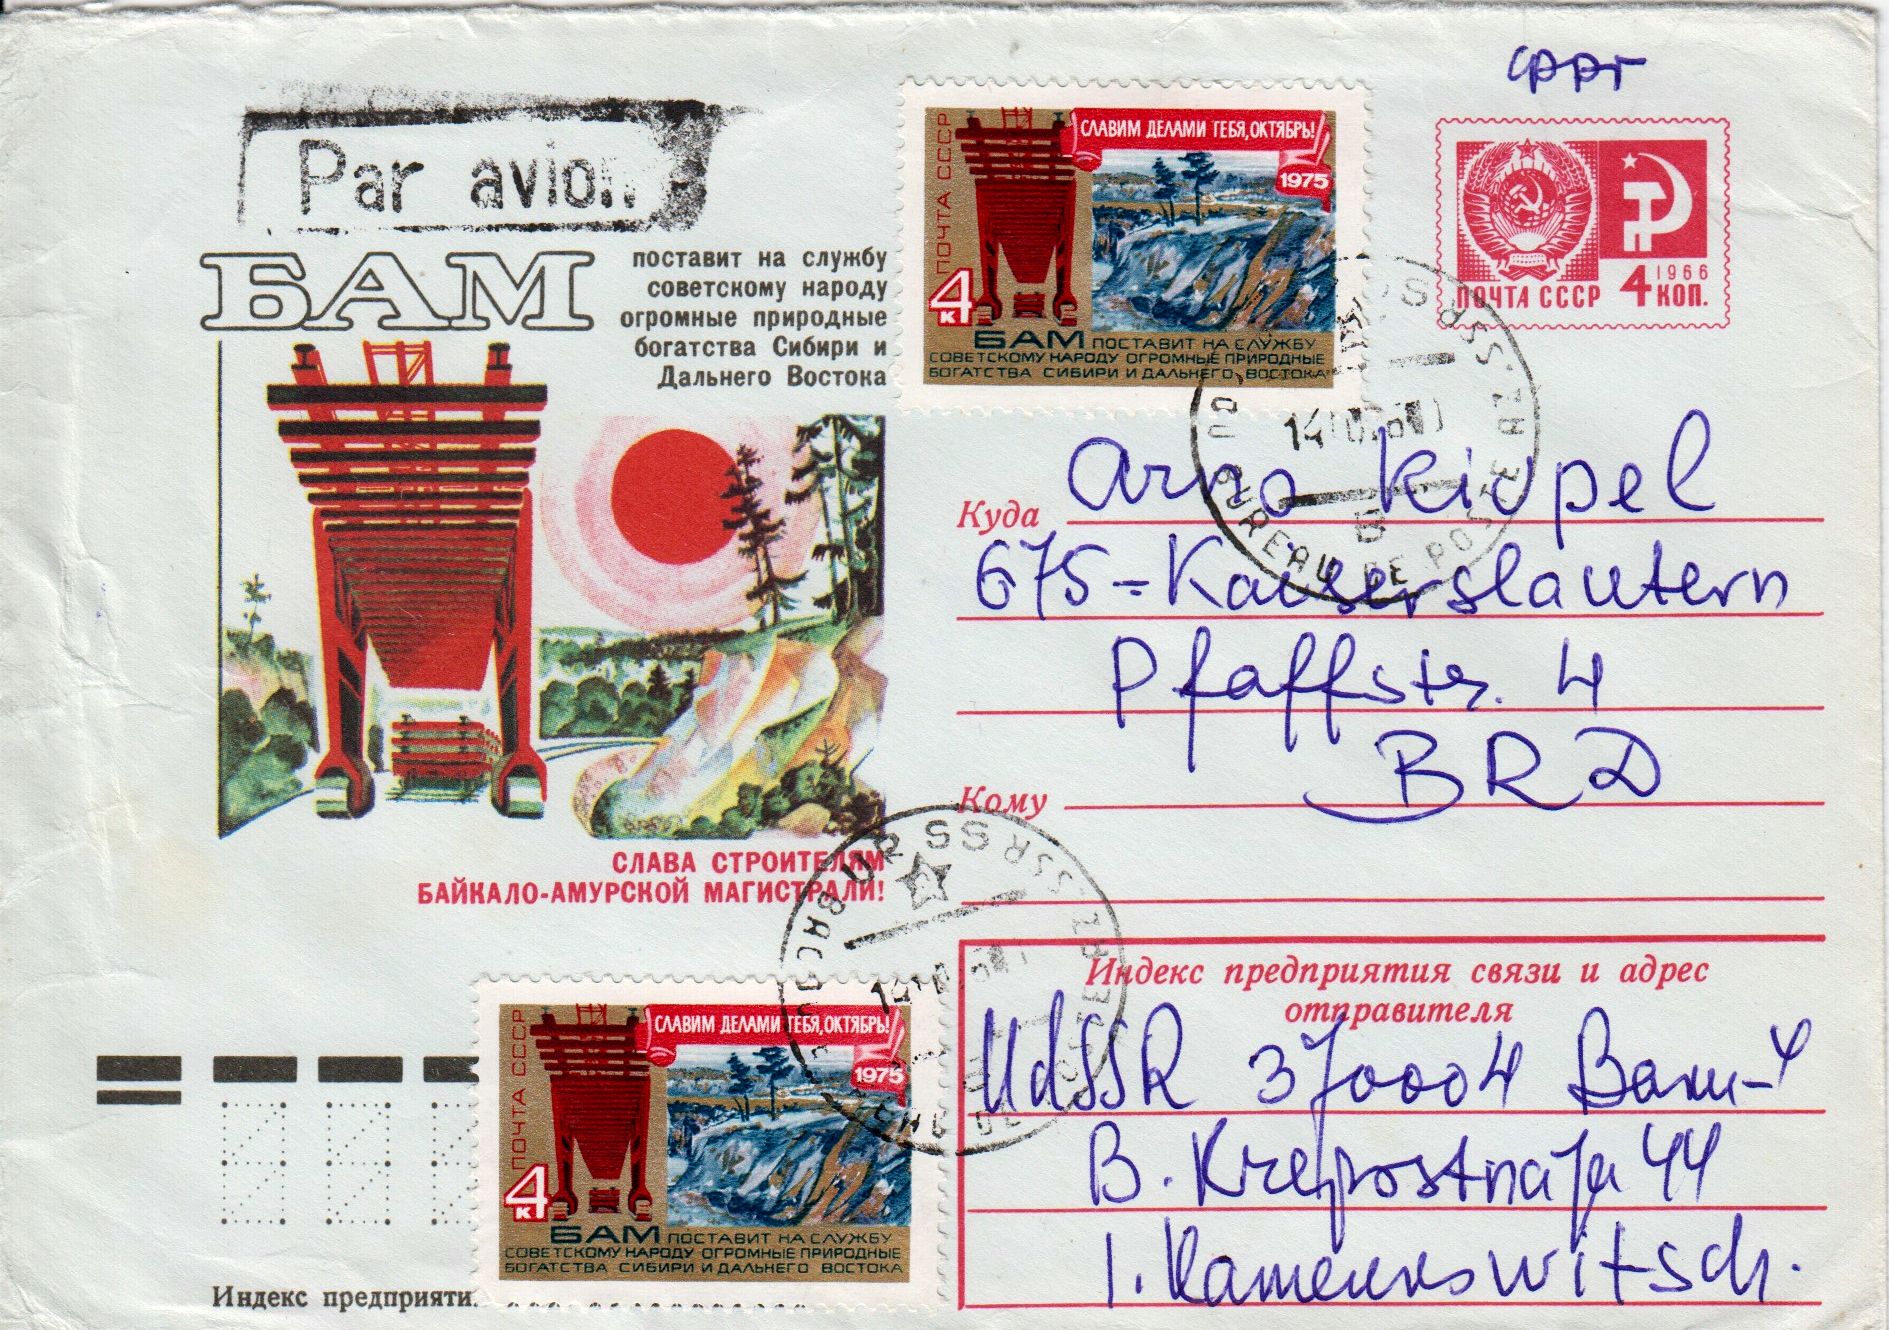 фрг
Par avion
БАМ поставит на службу
советскому народу
огромные природные
богатства Сибири и
Дальнего Востока
СЛАВА СТРОИТЕЛЯМ
БАЙКАЛО-АМУРСКОЙ МАГИСТРАЛИ!
ПОЧТА СССР
СЛАВИМ ДЕЛАМИ ТЕБЯ, ОКТЯБРЬ!
1975
4 к
БАМ ПОСТАВИТ НА СЛУЖБУ
СОВЕТСКОМУ НАРОДУ ОГРОМНЫЕ ПРИРОДНЫЕ
БОГАТСТВА СИБИРИ И ДАЛЬНЕГО ВОСТОКА
1966
ПОЧТА СССР 4 КОП.
BUREAU DE POSTE
Куда Arno Kirpel
675-Kaiserslautern
Pfaffstr. 4
BRD
Кому
Индекс предприятия связи и адрес
отправителя
UdSSR 370004 Baku-4
B. Krepostnaja 44
I. Kamenkowitsch.
ПОЧТА СССР
СЛАВИМ ДЕЛАМИ ТЕБЯ, ОКТЯБРЬ!
1975
4 к
БАМ ПОСТАВИТ НА СЛУЖБУ
СОВЕТСКОМУ НАРОДУ ОГРОМНЫЕ ПРИРОДНЫЕ
БОГАТСТВА СИБИРИ И ДАЛЬНЕГО ВОСТОКА
Индекс предприяти